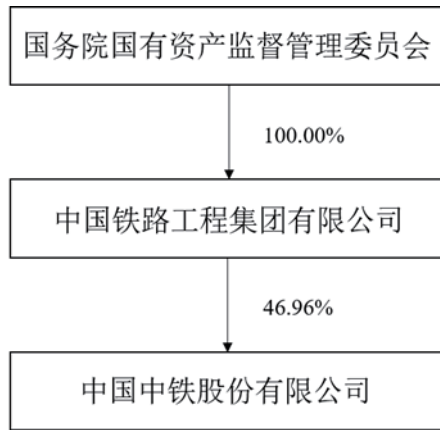 国务院国有资产监督管理委员会
100.00%
中国铁路工程集团有限公司
46.96%
中国中铁股份有限公司